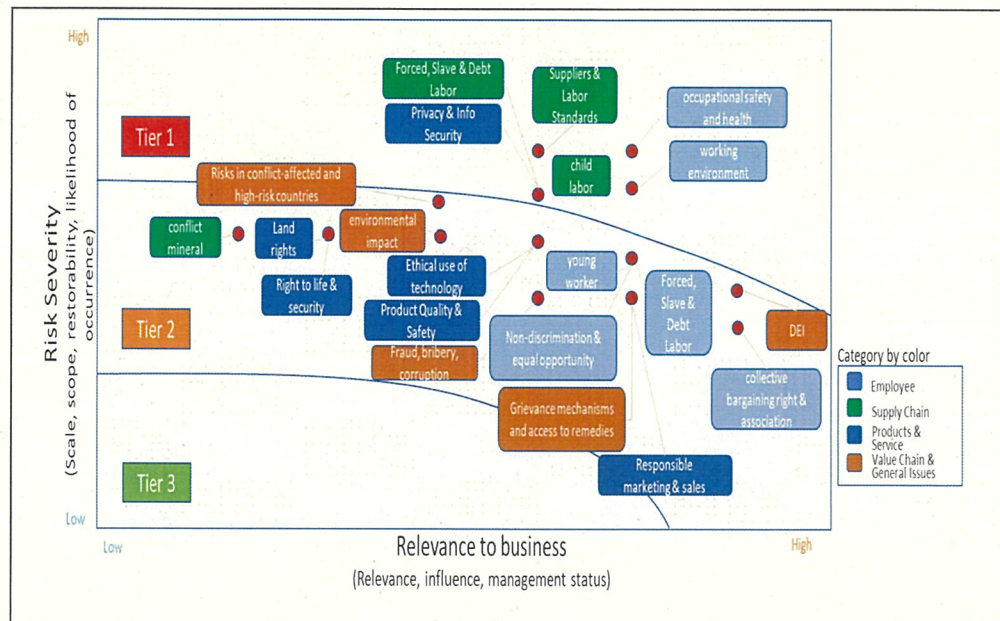 High
Risk Severity
(Scale, scope, restorability, likelihood of
occurrence)
Low
Tier 1
Tier 2
Tier 3
Forced, Slave & Debt
Labor
Privacy & Info
Security
Suppliers &
Labor
Standards
occupational safety
and health
working
environment
child
labor
Risks in conflict-affected and
high-risk countries
conflict
mineral
Land
rights
environmental
impact
Right to life &
security
Ethical use of
technology
Product Quality &
Safety
Fraud, bribery,
corruption
young
worker
Non-discrimination &
equal opportunity
Forced,
Slave &
Debt
Labor
DEI
collective
bargaining right &
association
Grievance mechanisms
and access to remedies
Responsible
marketing & sales
Category by color
Employee
Supply Chain
Products &
Service
Value Chain &
General Issues
Low
Relevance to business
High
(Relevance, influence, management status)